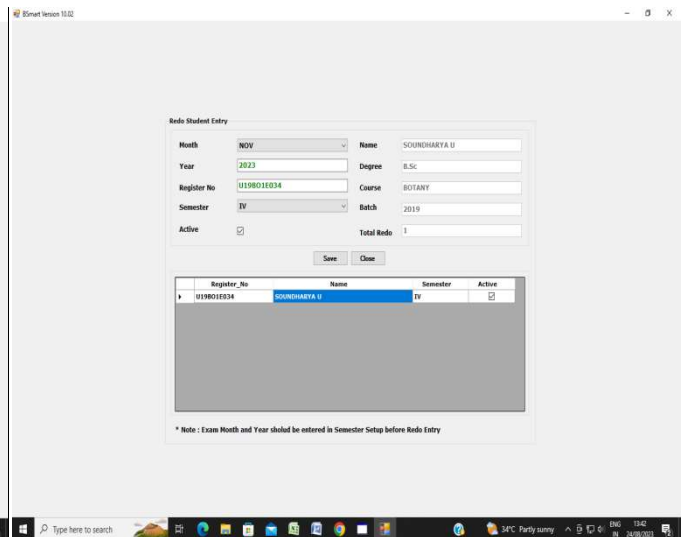 BSmart Version 10.02
Redo Student Entry
Month NOV Name SOUNDHARYA U
Year 2023 Degree B.Sc
Register No U19BO1E034 Course BOTANY
Semester IV Batch 2019
Active Total Redo 1
Save Close
Register_No Name Semester Active
U19BO1E034 SOUNDHARYA U IV
* Note : Exam Month and Year sholud be entered in Semester Setup before Redo Entry
Type here to search 34°C Partly sunny ENG 13:42
IN 24/08/2023